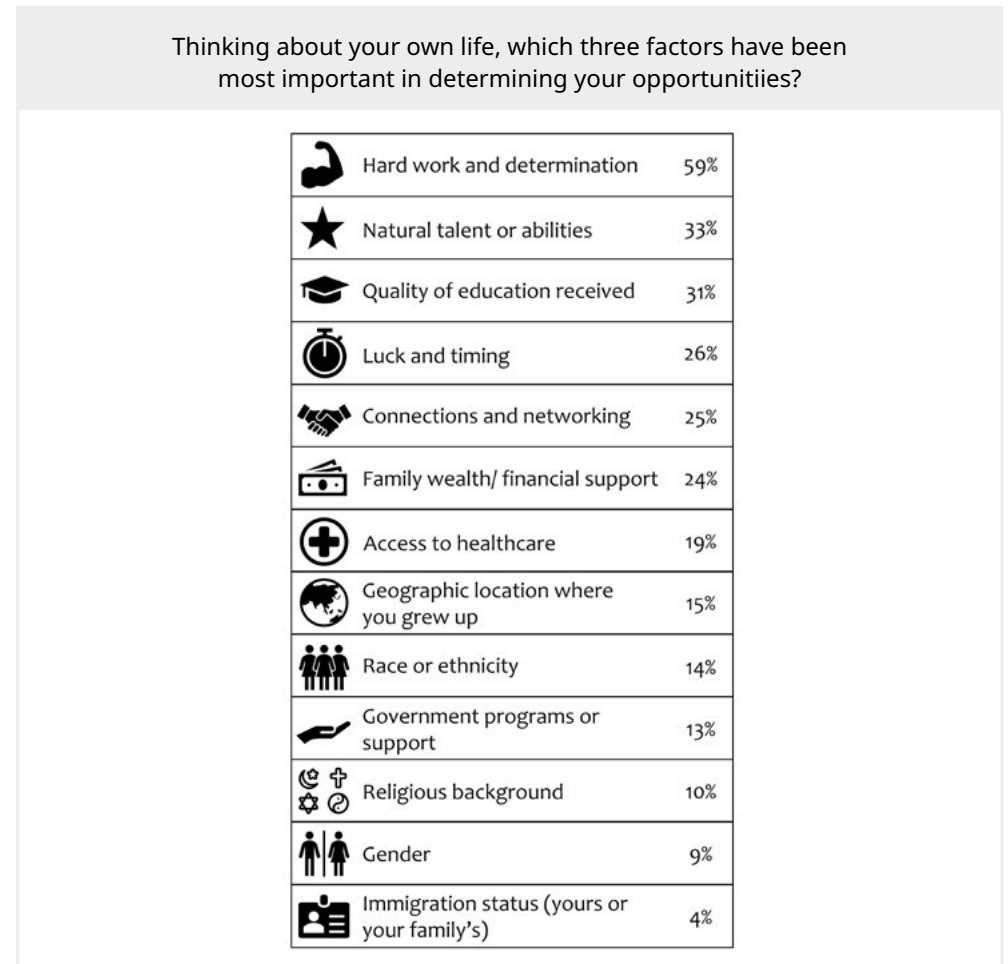 Thinking about your own life, which three factors have been
most important in determining your opportunitiies?
Hard work and determination 59%
Natural talent or abilities 33%
Quality of education received 31%
Luck and timing 26%
Connections and networking 25%
Family wealth/ financial support 24%
Access to healthcare 19%
Geographic location where
you grew up 15%
Race or ethnicity 14%
Government programs or
support 13%
Religious background 10%
Gender 9%
Immigration status (yours or
your family's) 4%